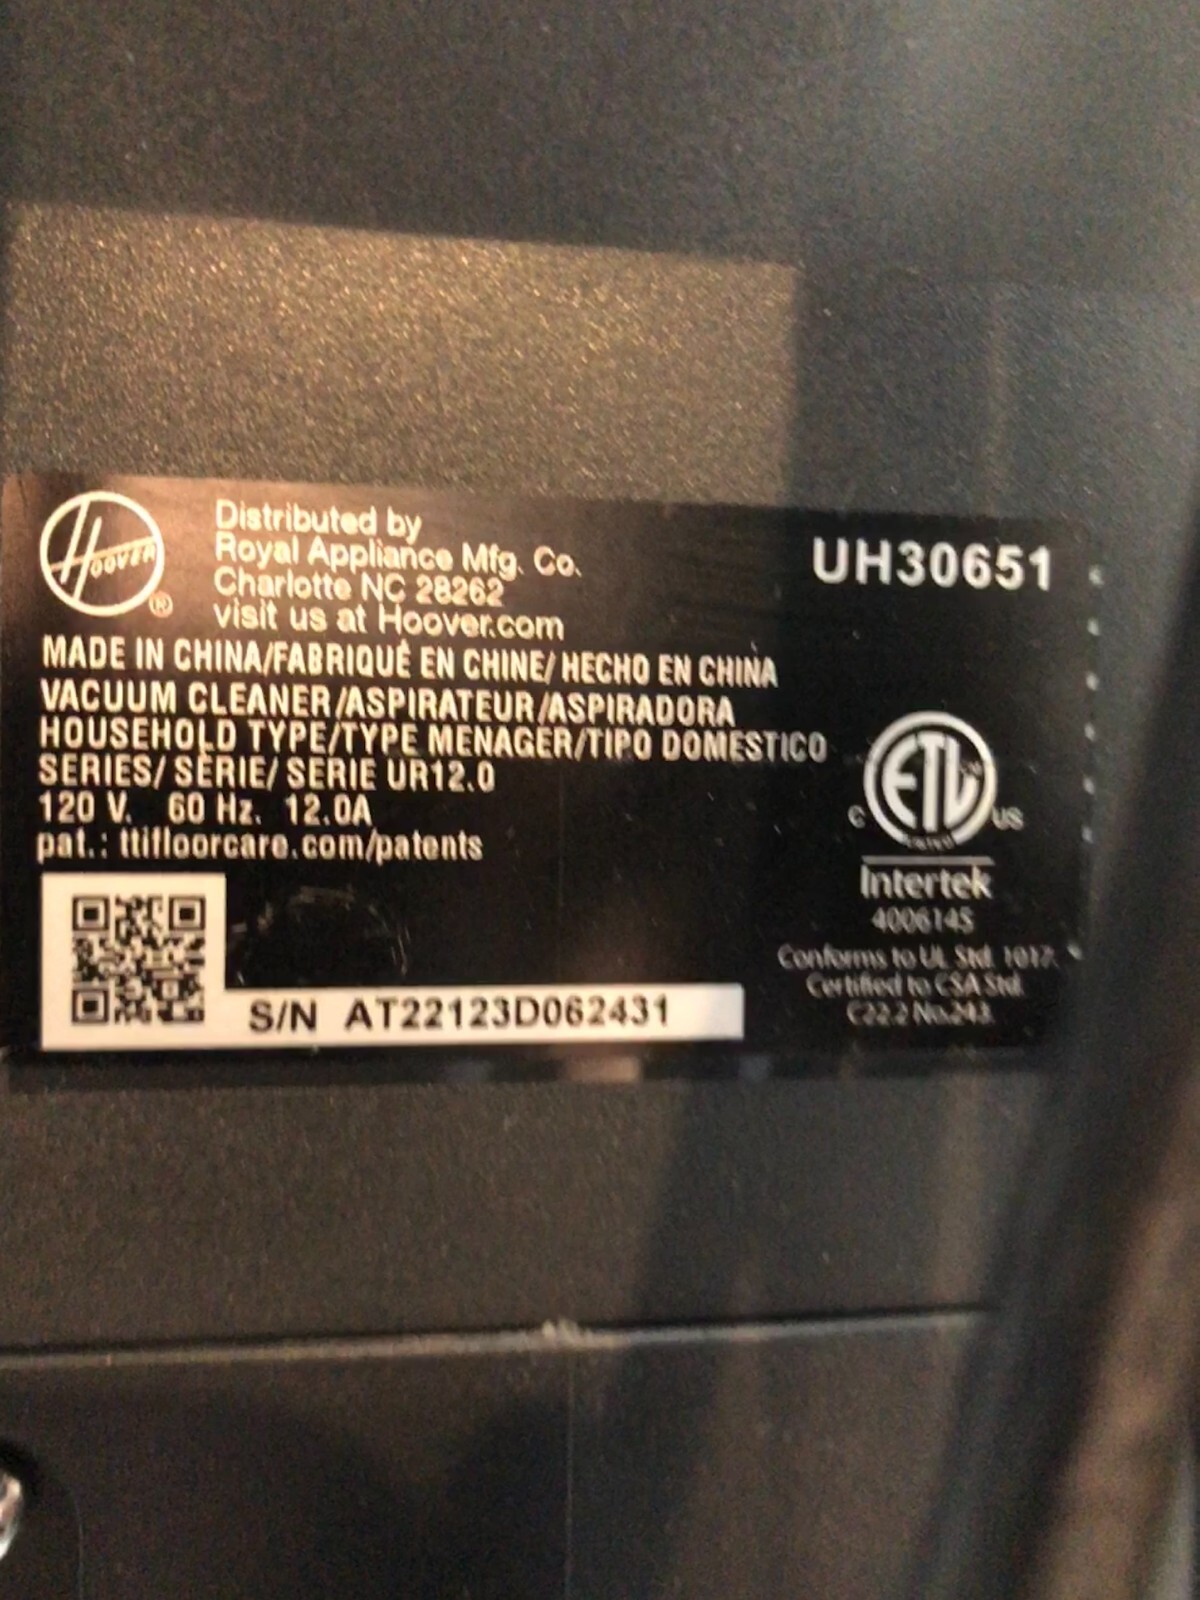 HOOVER
®
Distributed by
Royal Appliance Mfg. Co.
Charlotte NC 28262
visit us at Hoover.com
UH30651
MADE IN CHINA/FABRIQUÉ EN CHINE/ HECHO EN CHINA
VACUUM CLEANER/ASPIRATEUR/ASPIRADORA
HOUSEHOLD TYPE/TYPE MENAGER/TIPO DOMESTICO
SERIES/ SÉRIE/ SERIE UR12.0
120 V. 60 Hz. 12.0A
pat.: ttifloorcare.com/patents
S/N AT22123D062431
C ETL US
LISTED
Intertek
4006145
Conforms to UL Std. 1017.
Certified to CSA Std.
C22.2 No.243.